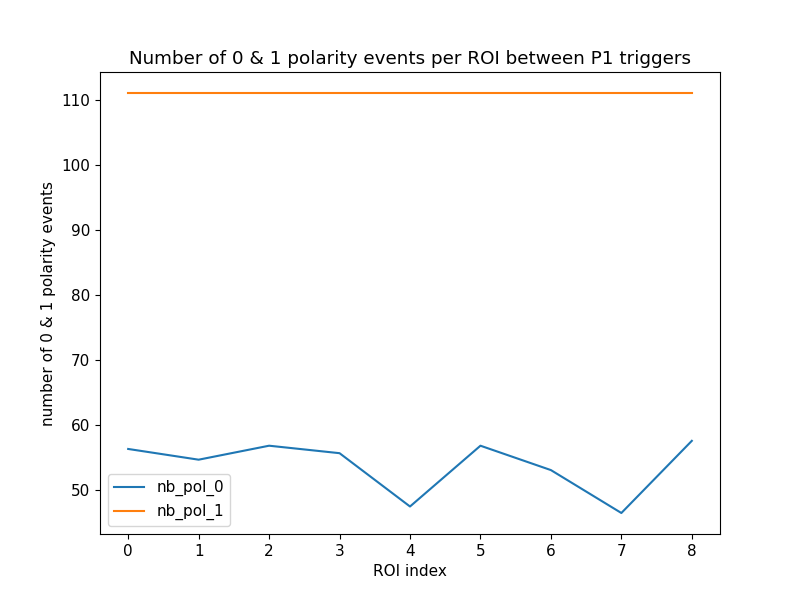 Number of 0 & 1 polarity events per ROI between P1 triggers
number of 0 & 1 polarity events
110
100
90
80
70
60
50
nb_pol_0
nb_pol_1
0 1 2 3 4 5 6 7 8
ROI index